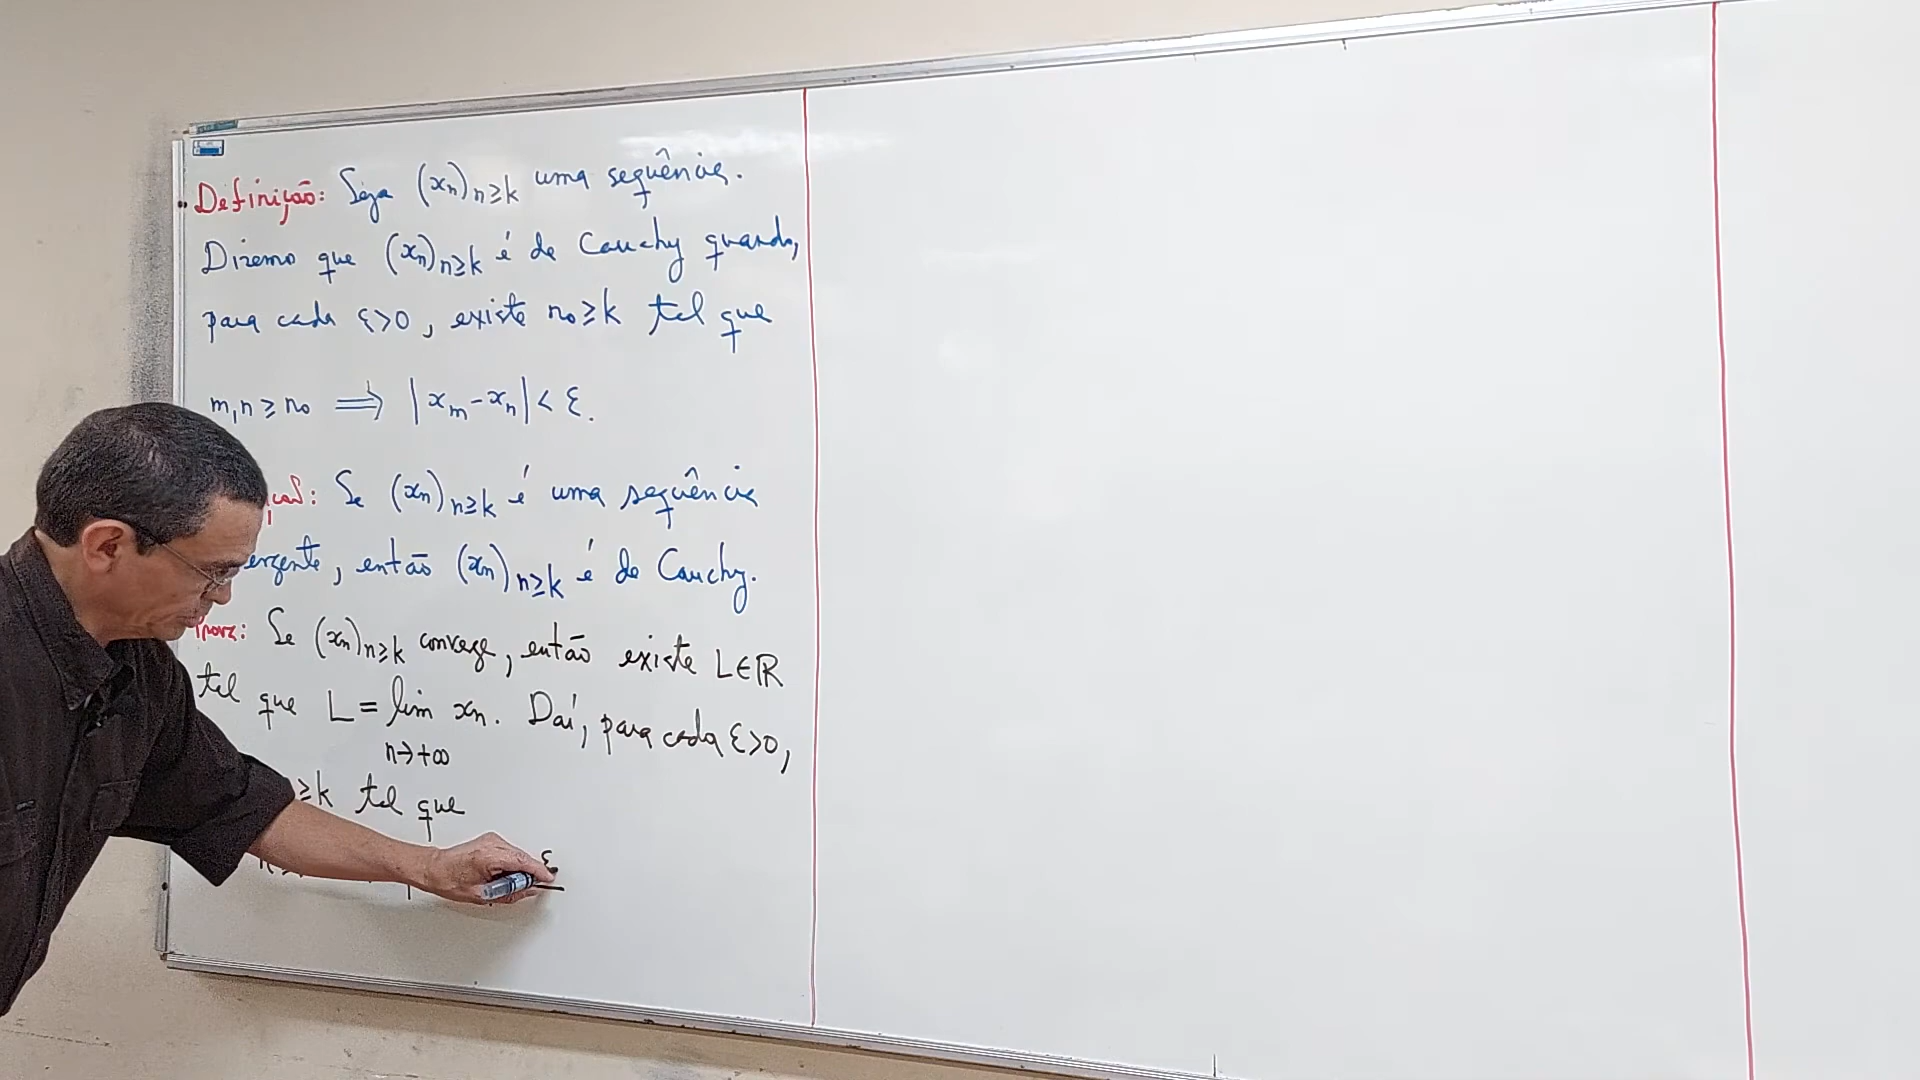 Definição: Seja (xn)n≥k uma sequência.
Dizemo que (xn)n≥k é de Cauchy quando,
para cada ε>0, existe n₀≥k tal que
m,n ≥ n₀ ⟹ |xm-xn| < ε.
Se (xn)n≥k é uma sequência
então (xn)n≥k é de Cauchy.
Prova: Se (xn)n≥k converge, então existe L∈ℝ
tal que L = lim xn. Daí, para cada ε>0,
n→+∞
≥k tal que
ε